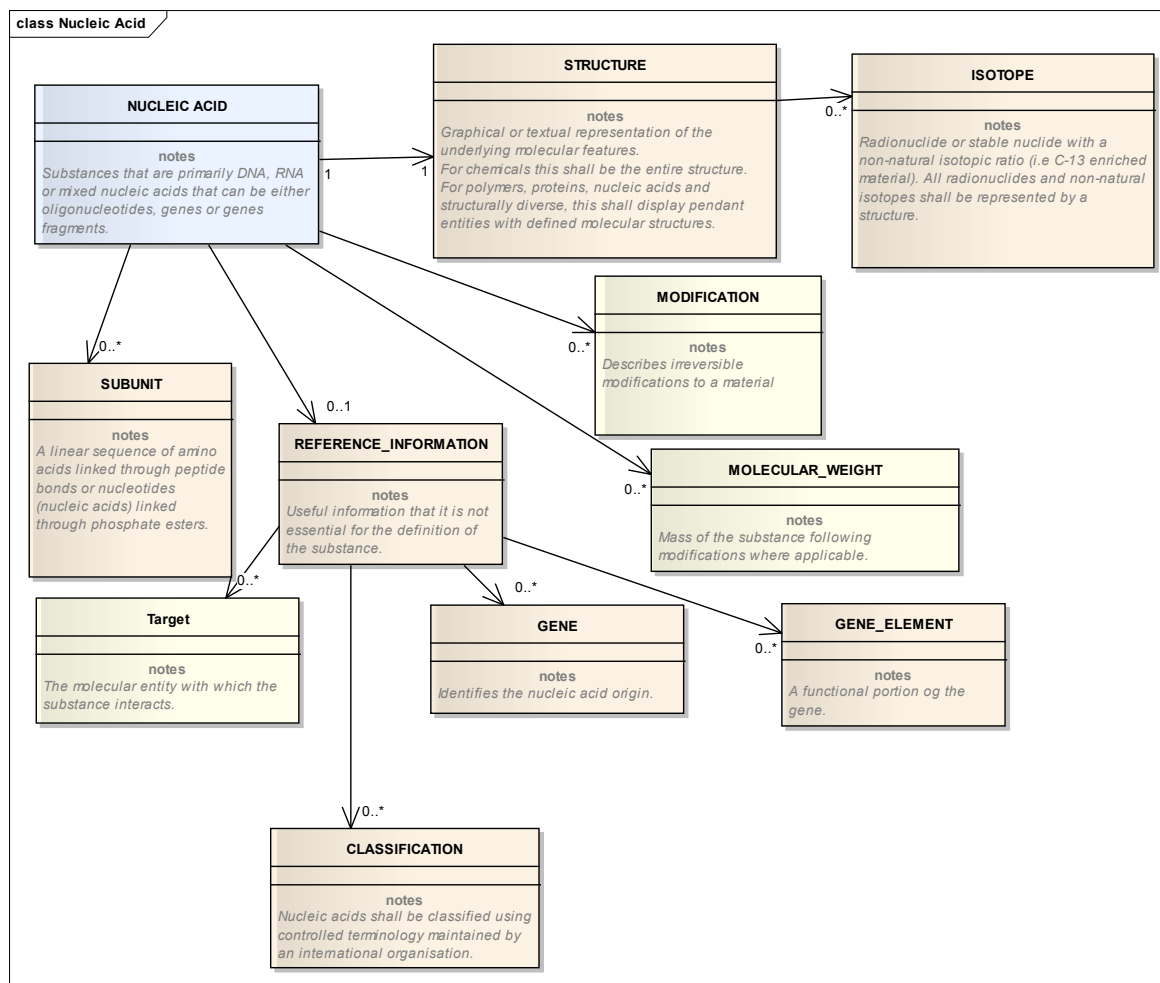 class Nucleic Acid
NUCLEIC ACID
notes
Substances that are primarily DNA, RNA
or mixed nucleic acids that can be either
oligonucleotides, genes or genes
fragments.
1
1
STRUCTURE
notes
Graphical or textual representation of the
underlying molecular features.
For chemicals this shall be the entire structure.
For polymers, proteins, nucleic acids and
structurally diverse, this shall display pendant
entities with defined molecular structures.
0..*
ISOTOPE
notes
Radionuclide or stable nuclide with a
non-natural isotopic ratio (i.e C-13 enriched
material). All radionuclides and non-natural
isotopes shall be represented by a
structure.
0..*
MODIFICATION
notes
Describes irreversible
modifications to a material
0..*
SUBUNIT
notes
A linear sequence of amino
acids linked through peptide
bonds or nucleotides
(nucleic acids) linked
through phosphate esters.
0..1
REFERENCE_INFORMATION
notes
Useful information that it is not
essential for the definition of
the substance.
0..*
MOLECULAR_WEIGHT
notes
Mass of the substance following
modifications where applicable.
0..*
Target
notes
The molecular entity with which the
substance interacts.
0..*
GENE
notes
Identifies the nucleic acid origin.
0..*
GENE_ELEMENT
notes
A functional portion og the
gene.
0..*
CLASSIFICATION
notes
Nucleic acids shall be classified using
controlled terminology maintained by
an international organisation.